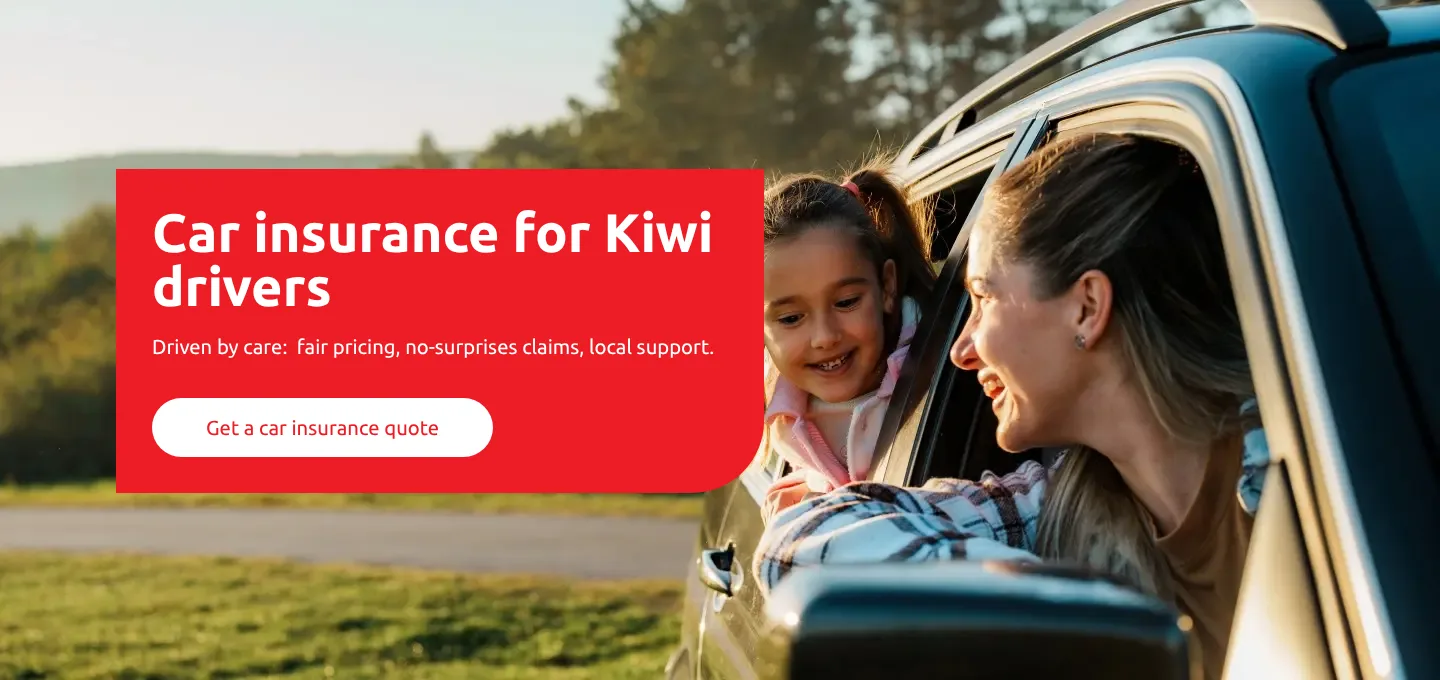 Car insurance for Kiwi
drivers
Driven by care:  fair pricing, no-surprises claims, local support.
Get a car insurance quote